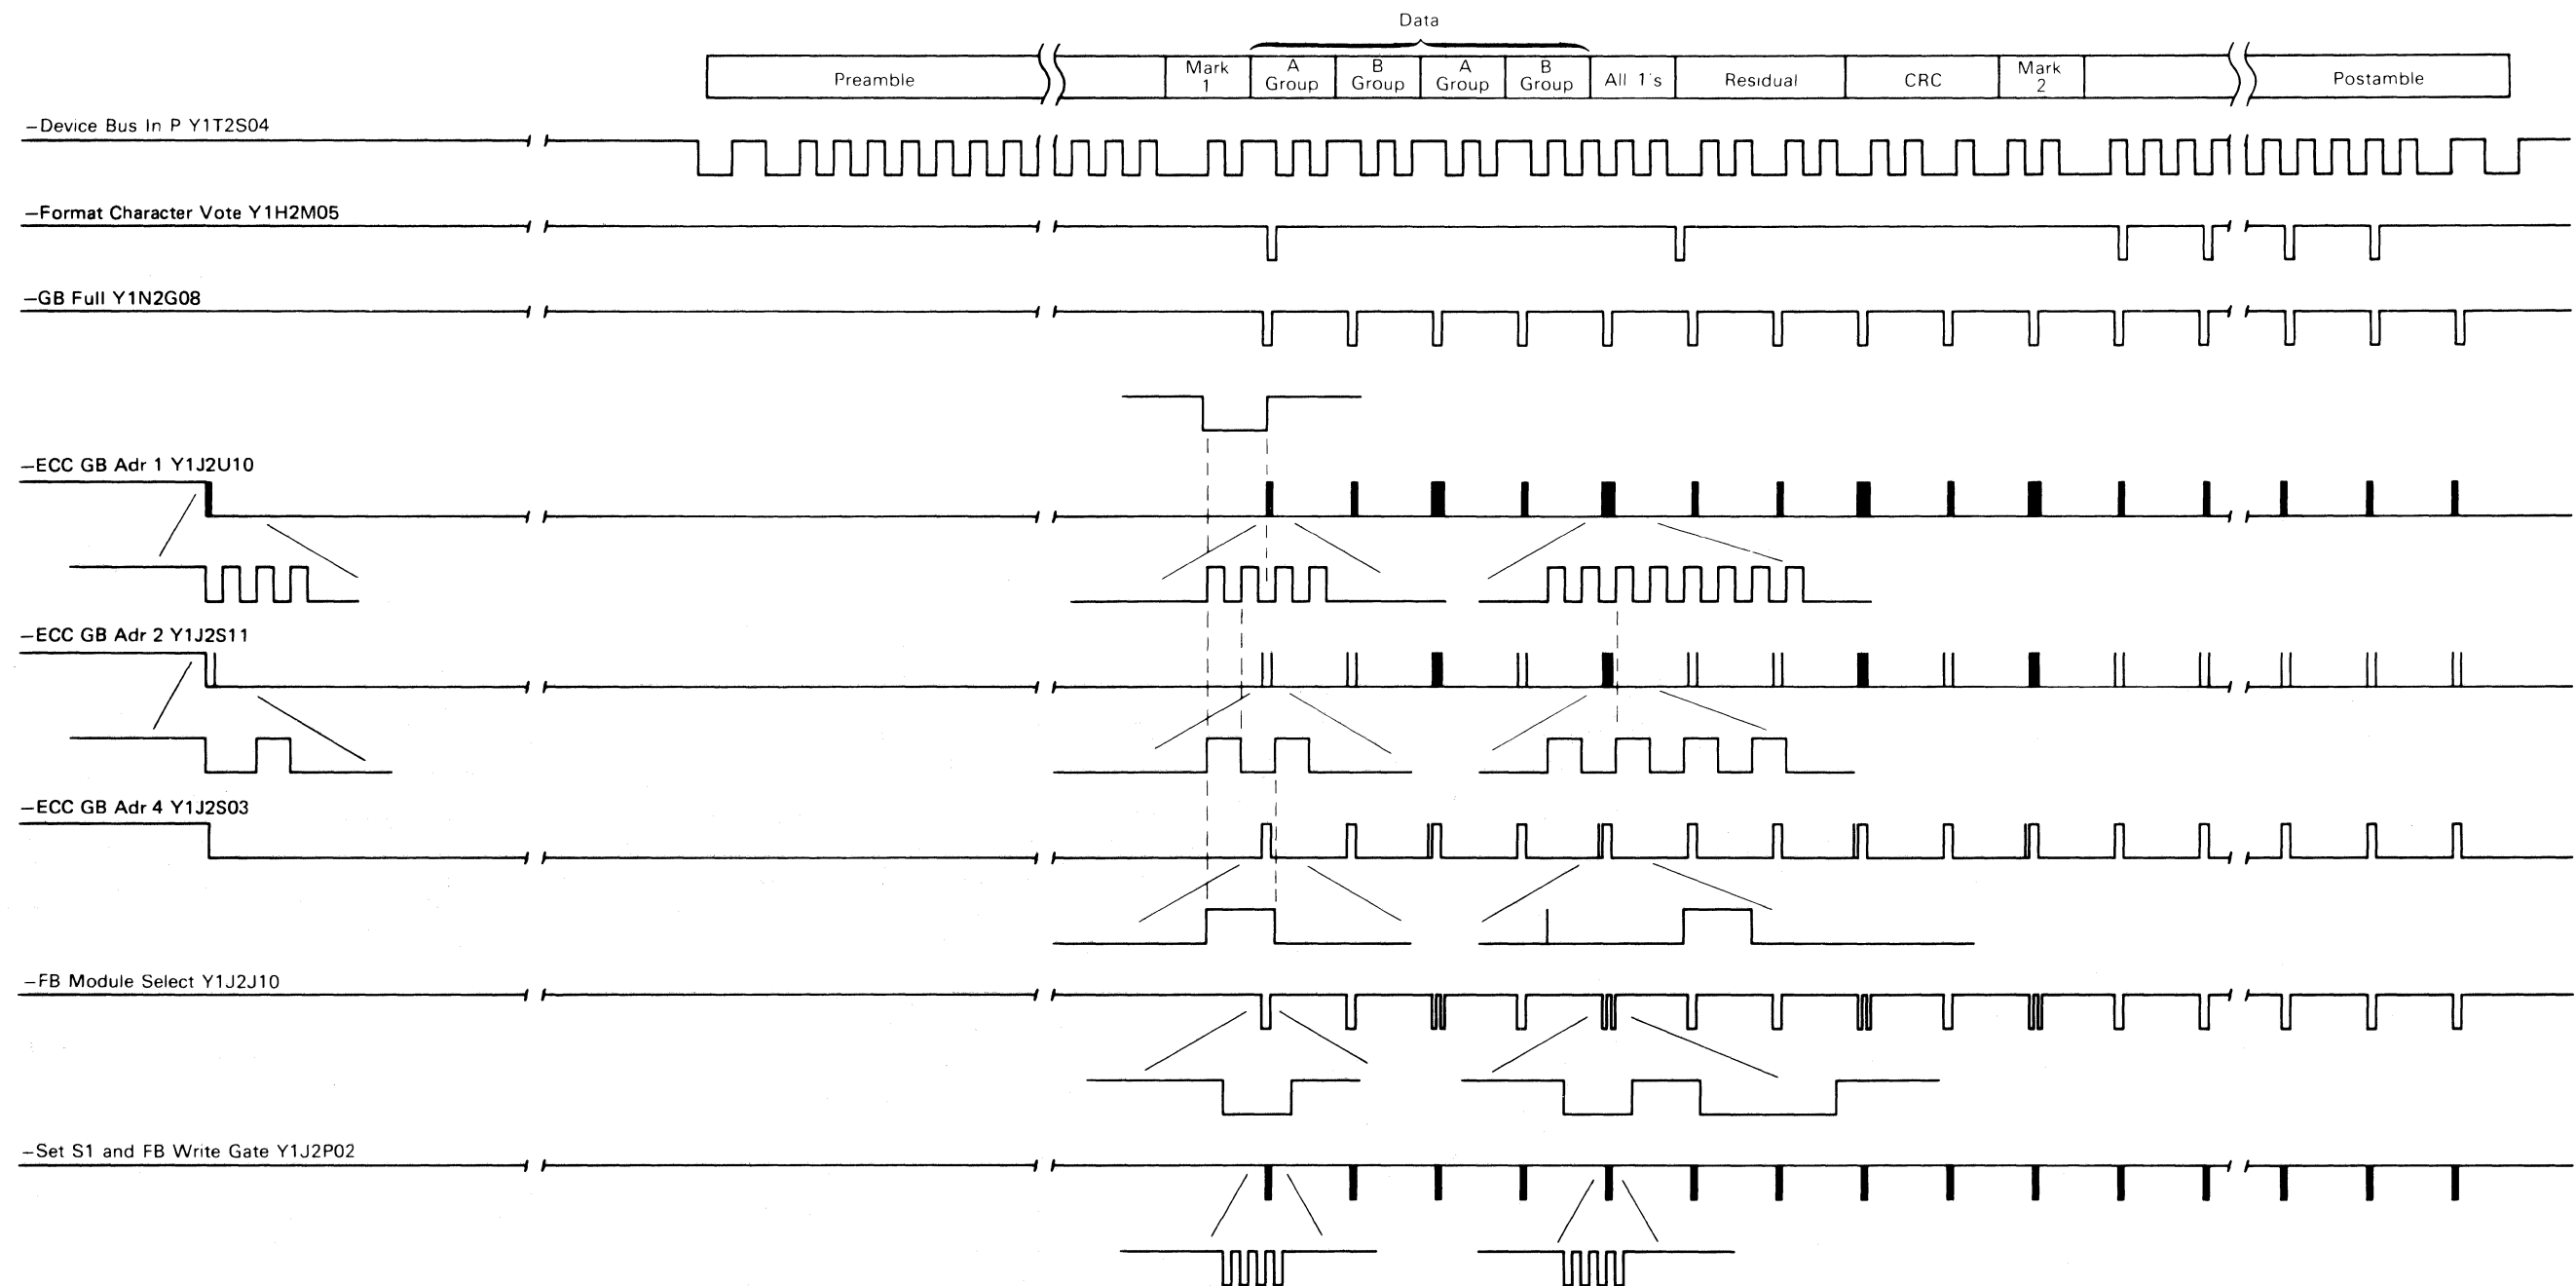 Data
Preamble
Mark 1
A Group
B Group
A Group
B Group
All 1's
Residual
CRC
Mark 2
Postamble
—Device Bus In P Y1T2S04
—Format Character Vote Y1H2M05
—GB Full Y1N2G08
—ECC GB Adr 1 Y1J2U10
—ECC GB Adr 2 Y1J2S11
—ECC GB Adr 4 Y1J2S03
—FB Module Select Y1J2J10
—Set S1 and FB Write Gate Y1J2P02